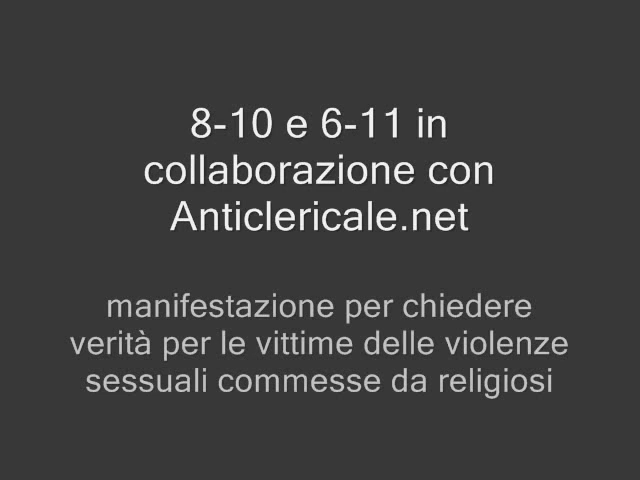 8-10 e 6-11 in
collaborazione con
Anticlericale.net
manifestazione per chiedere
verità per le vittime delle violenze
sessuali commesse da religiosi